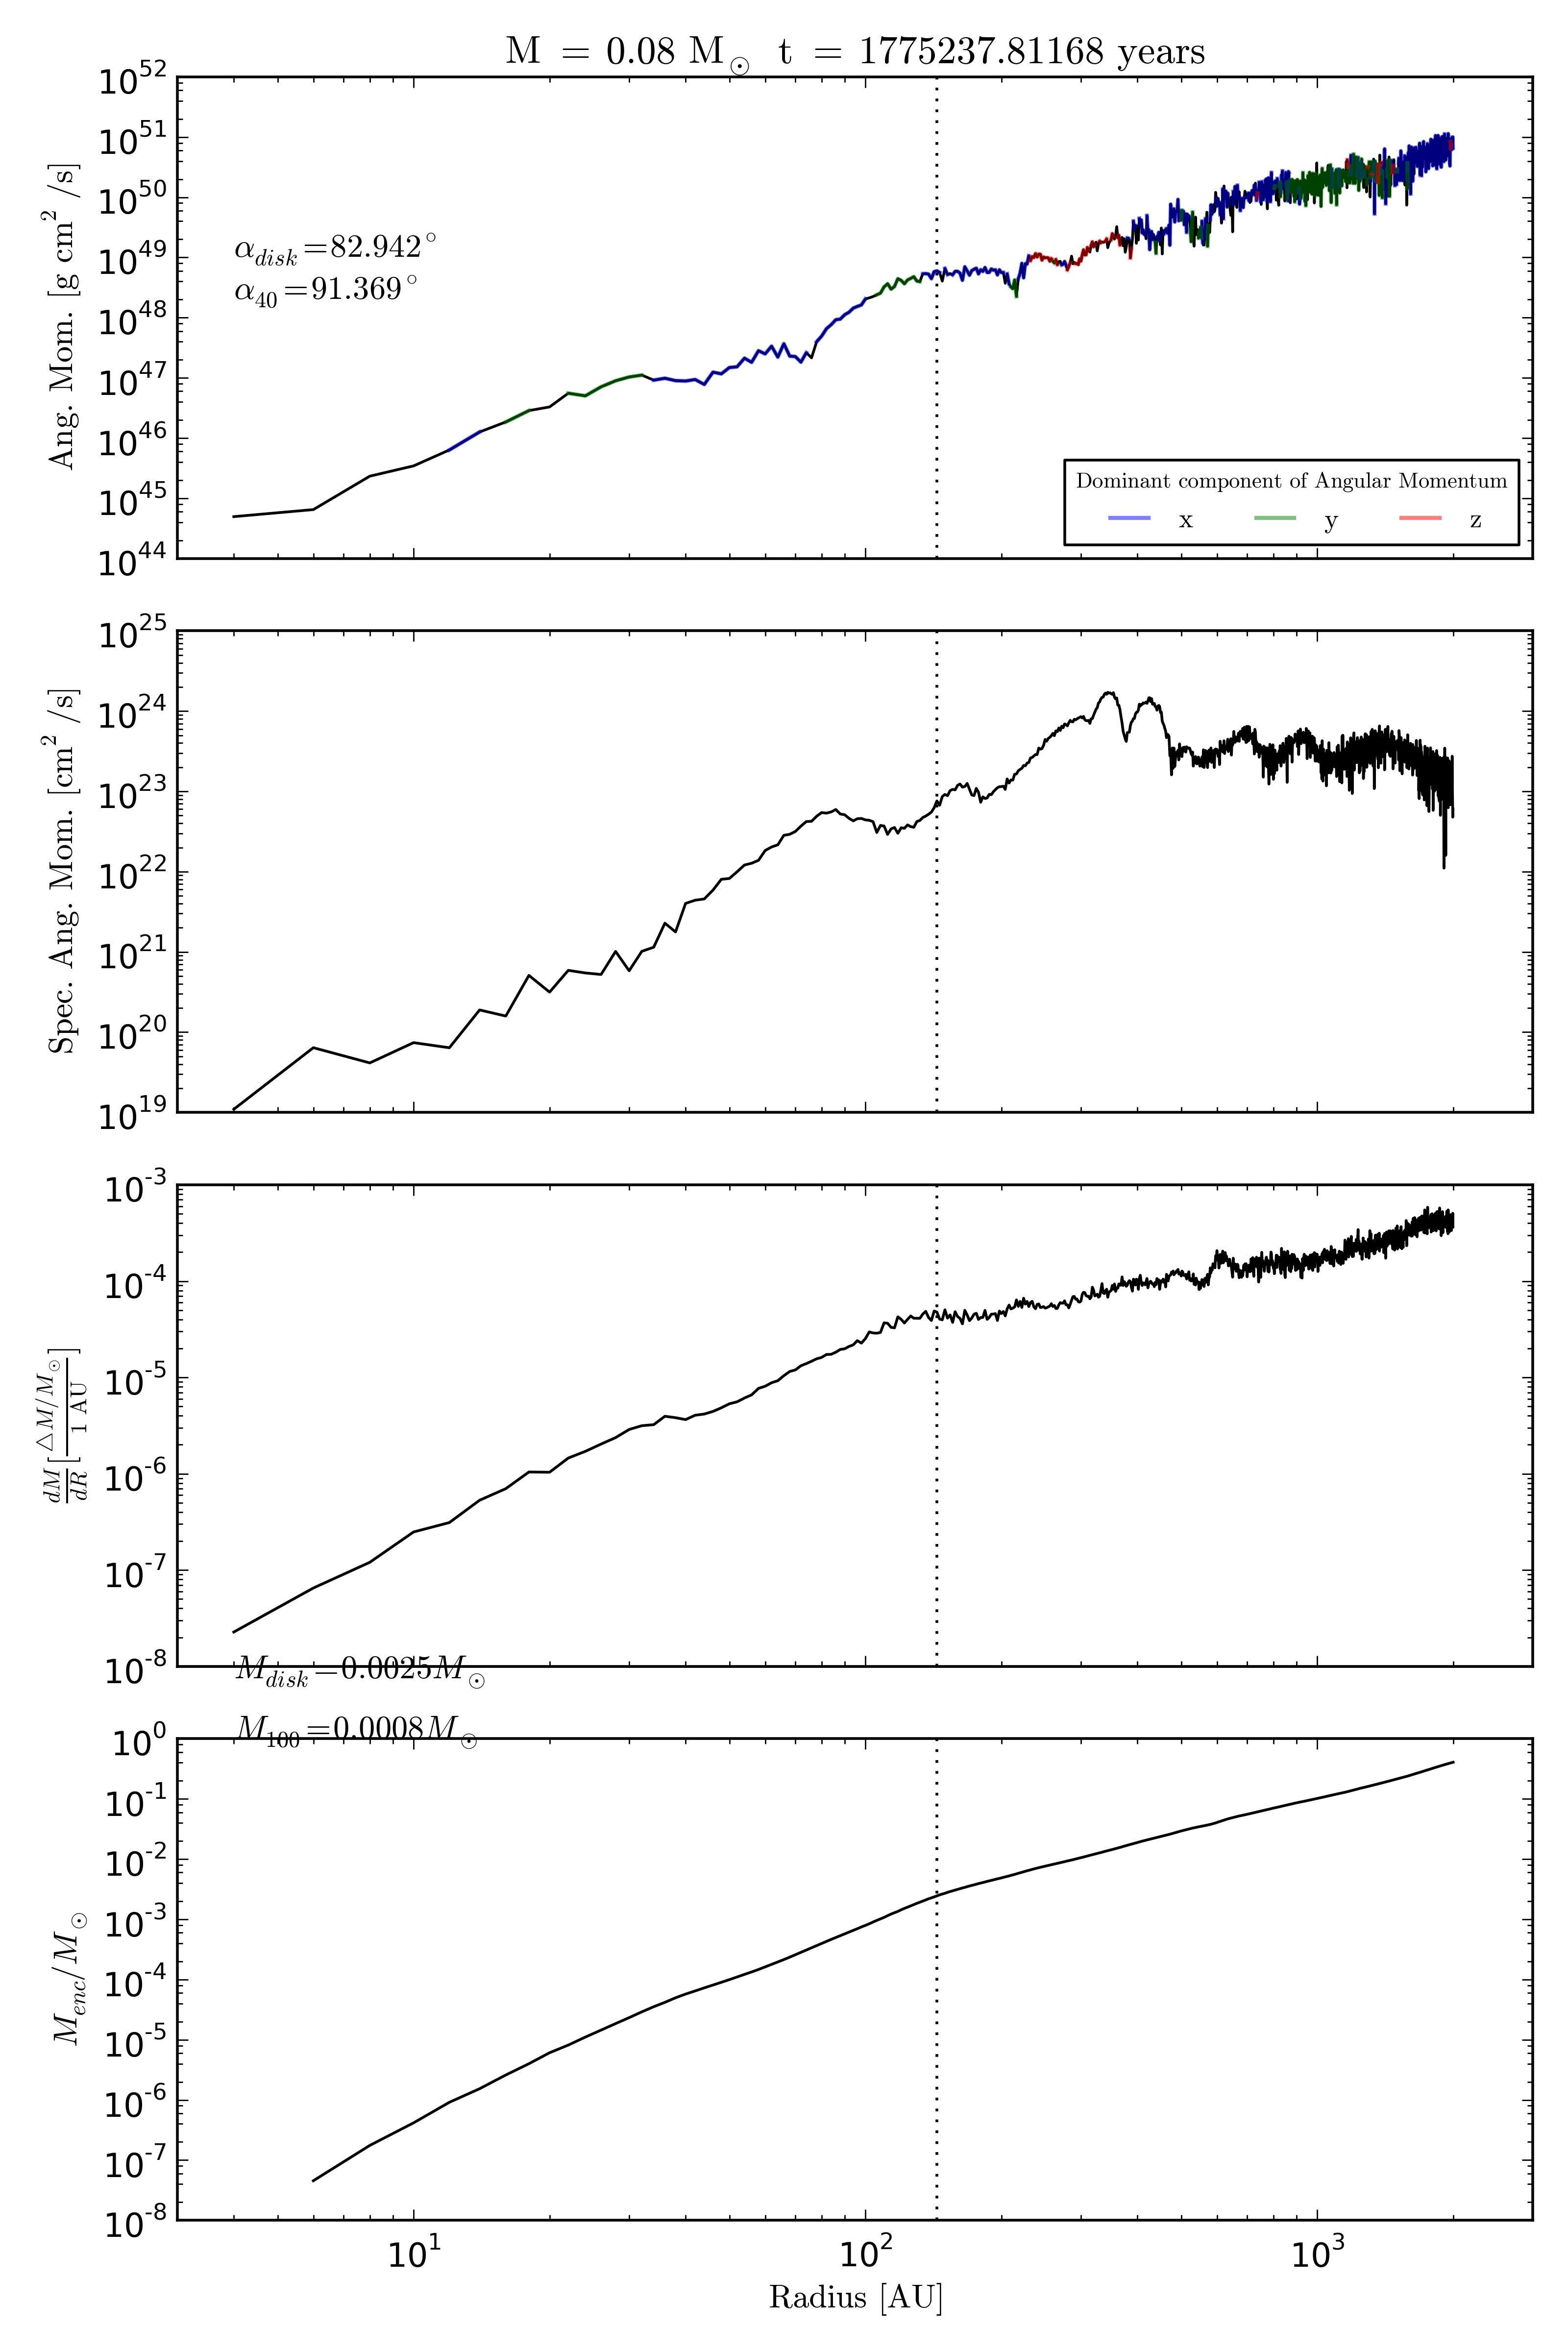 M = 0.08 M⊙ t = 1775237.81168 years
10^52
10^51
10^50
10^49
10^48
10^47
10^46
10^45
10^44
Ang. Mom. [g cm^2 /s]
α_disk=82.942°
α_40=91.369°
Dominant component of Angular Momentum
x y z
10^25
10^24
10^23
10^22
10^21
10^20
10^19
Spec. Ang. Mom. [cm^2 /s]
10^-3
10^-4
10^-5
10^-6
10^-7
10^-8
dM/dR [△M/M⊙ / 1 AU]
M_disk=0.0025M⊙
M_100=0.0008M⊙
10^0
10^-1
10^-2
10^-3
10^-4
10^-5
10^-6
10^-7
10^-8
M_enc/M⊙
10^1 10^2 10^3
Radius [AU]